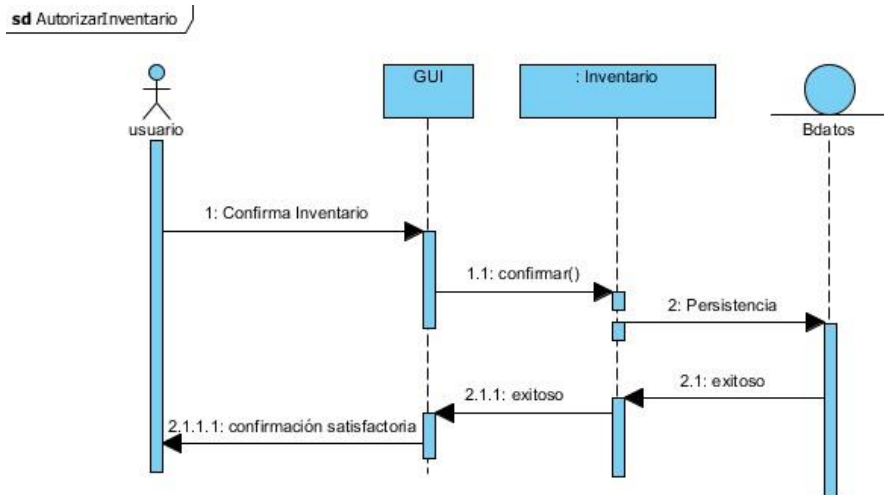 sd AutorizarInventario
GUI
: Inventario
usuario
Bdatos
1: Confirma Inventario
1.1: confirmar()
2: Persistencia
2.1: exitoso
2.1.1: exitoso
2.1.1.1: confirmación satisfactoria